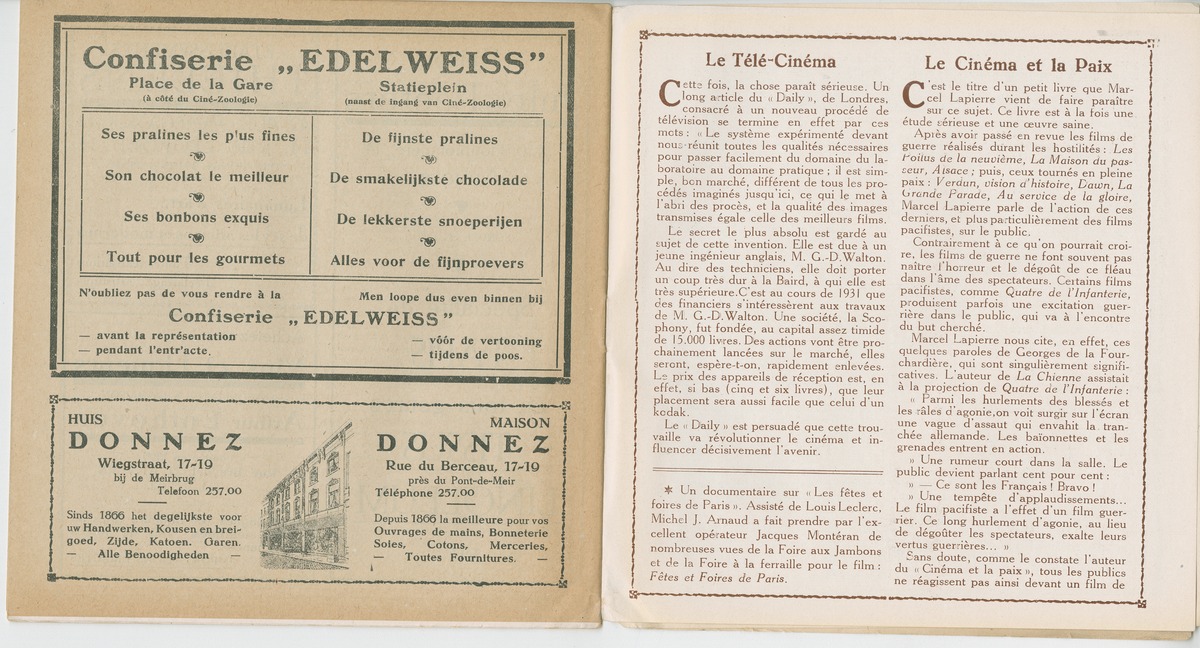 Confiserie „EDELWEISS”
Place de la Gare
(à côté du Ciné-Zoologie)
Statieplein
(naast de ingang van Ciné-Zoologie)
Ses pralines les plus fines
Son chocolat le meilleur
Ses bonbons exquis
Tout pour les gourmets
De fijnste pralines
De smakelijkste chocolade
De lekkerste snoeperijen
Alles voor de fijnproevers
N'oubliez pas de vous rendre à la
Men loope dus even binnen bij
Confiserie „EDELWEISS”
— avant la représentation
— pendant l'entr'acte.
— vóór de vertooning
— tijdens de poos.
HUIS
DONNEZ
Wiegstraat, 17-19
bij de Meirbrug
Telefoon 257.00
Sinds 1866 het degelijkste voor
uw Handwerken, Kousen en brei-
goed, Zijde, Katoen. Garen.
— Alle Benoodigheden —
MAISON
DONNEZ
Rue du Berceau, 17-19
près du Pont-de-Meir
Téléphone 257.00
Depuis 1866 la meilleure pour vos
Ouvrages de mains, Bonneterie
Soies, Cotons, Merceries,
— Toutes Fournitures. —
Le Télé-Cinéma
Cette fois, la chose paraît sérieuse. Un
long article du « Daily », de Londres,
consacré à un nouveau procédé de
télévision se termine en effet par ces
mots : « Le système expérimenté devant
nous réunit toutes les qualités nécessaires
pour passer facilement du domaine du la-
boratoire au domaine pratique ; il est sim-
ple, bon marché, différent de tous les pro-
cédés imaginés jusqu'ici, ce qui le met à
l'abri des procès, et la qualité des images
transmises égale celle des meilleurs films.
Le secret le plus absolu est gardé au
sujet de cette invention. Elle est due à un
jeune ingénieur anglais, M. G.-D. Walton.
Au dire des techniciens, elle doit porter
un coup très dur à la Baird, à qui elle est
très supérieure.C'est au cours de 1931 que
des financiers s'intéressèrent aux travaux
de M. G.-D. Walton. Une société, la Sco-
phony, fut fondée, au capital assez timide
de 15.000 livres. Des actions vont être pro-
chainement lancées sur le marché, elles
seront, espère-t-on, rapidement enlevées.
Le prix des appareils de réception est, en
effet, si bas (cinq et six livres), que leur
placement sera aussi facile que celui d'un
kodak.
Le « Daily » est persuadé que cette trou-
vaille va révolutionner le cinéma et in-
fluencer décisivement l'avenir.
✶ Un documentaire sur « Les fêtes et
foires de Paris ». Assisté de Louis Leclerc,
Michel J. Arnaud a fait prendre par l'ex-
cellent opérateur Jacques Montéran de
nombreuses vues de la Foire aux Jambons
et de la Foire à la ferraille pour le film :
Fêtes et Foires de Paris.
Le Cinéma et la Paix
C'est le titre d'un petit livre que Mar-
cel Lapierre vient de faire paraître
sur ce sujet. Ce livre est à la fois une
étude sérieuse et une œuvre saine.
Après avoir passé en revue les films de
guerre réalisés durant les hostilités : Les
Poilus de la neuvième, La Maison du pas-
seur, Alsace ; puis, ceux tournés en pleine
paix : Verdun, vision d'histoire, Dawn, La
Grande Parade, Au service de la gloire,
Marcel Lapierre parle de l'action de ces
derniers, et plus particulièrement des films
pacifistes, sur le public.
Contrairement à ce qu'on pourrait croi-
re, les films de guerre ne font souvent pas
naître l'horreur et le dégoût de ce fléau
dans l'âme des spectateurs. Certains films
pacifistes, comme Quatre de l'Infanterie,
produisent parfois une excitation guer-
rière dans le public, qui va à l'encontre
du but cherché.
Marcel Lapierre nous cite, en effet, ces
quelques paroles de Georges de la Four-
chardière, qui sont singulièrement signifi-
catives. L'auteur de La Chienne assistait
à la projection de Quatre de l'Infanterie :
« Parmi les hurlements des blessés et
les râles d'agonie,on voit surgir sur l'écran
une vague d'assaut qui envahit la tran-
chée allemande. Les baïonnettes et les
grenades entrent en action.
» Une rumeur court dans la salle. Le
public devient parlant cent pour cent :
» — Ce sont les Français ! Bravo !
» Une tempête d'applaudissements...
Le film pacifiste a l'effet d'un film guer-
rier. Ce long hurlement d'agonie, au lieu
de dégoûter les spectateurs, exalte leurs
vertus guerrières... »
Sans doute, comme le constate l'auteur
du « Cinéma et la paix », tous les publics
ne réagissent pas ainsi devant un film de